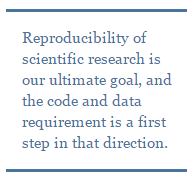 Reproducibility of
scientific research is
our ultimate goal, and
the code and data
requirement is a first
step in that direction.